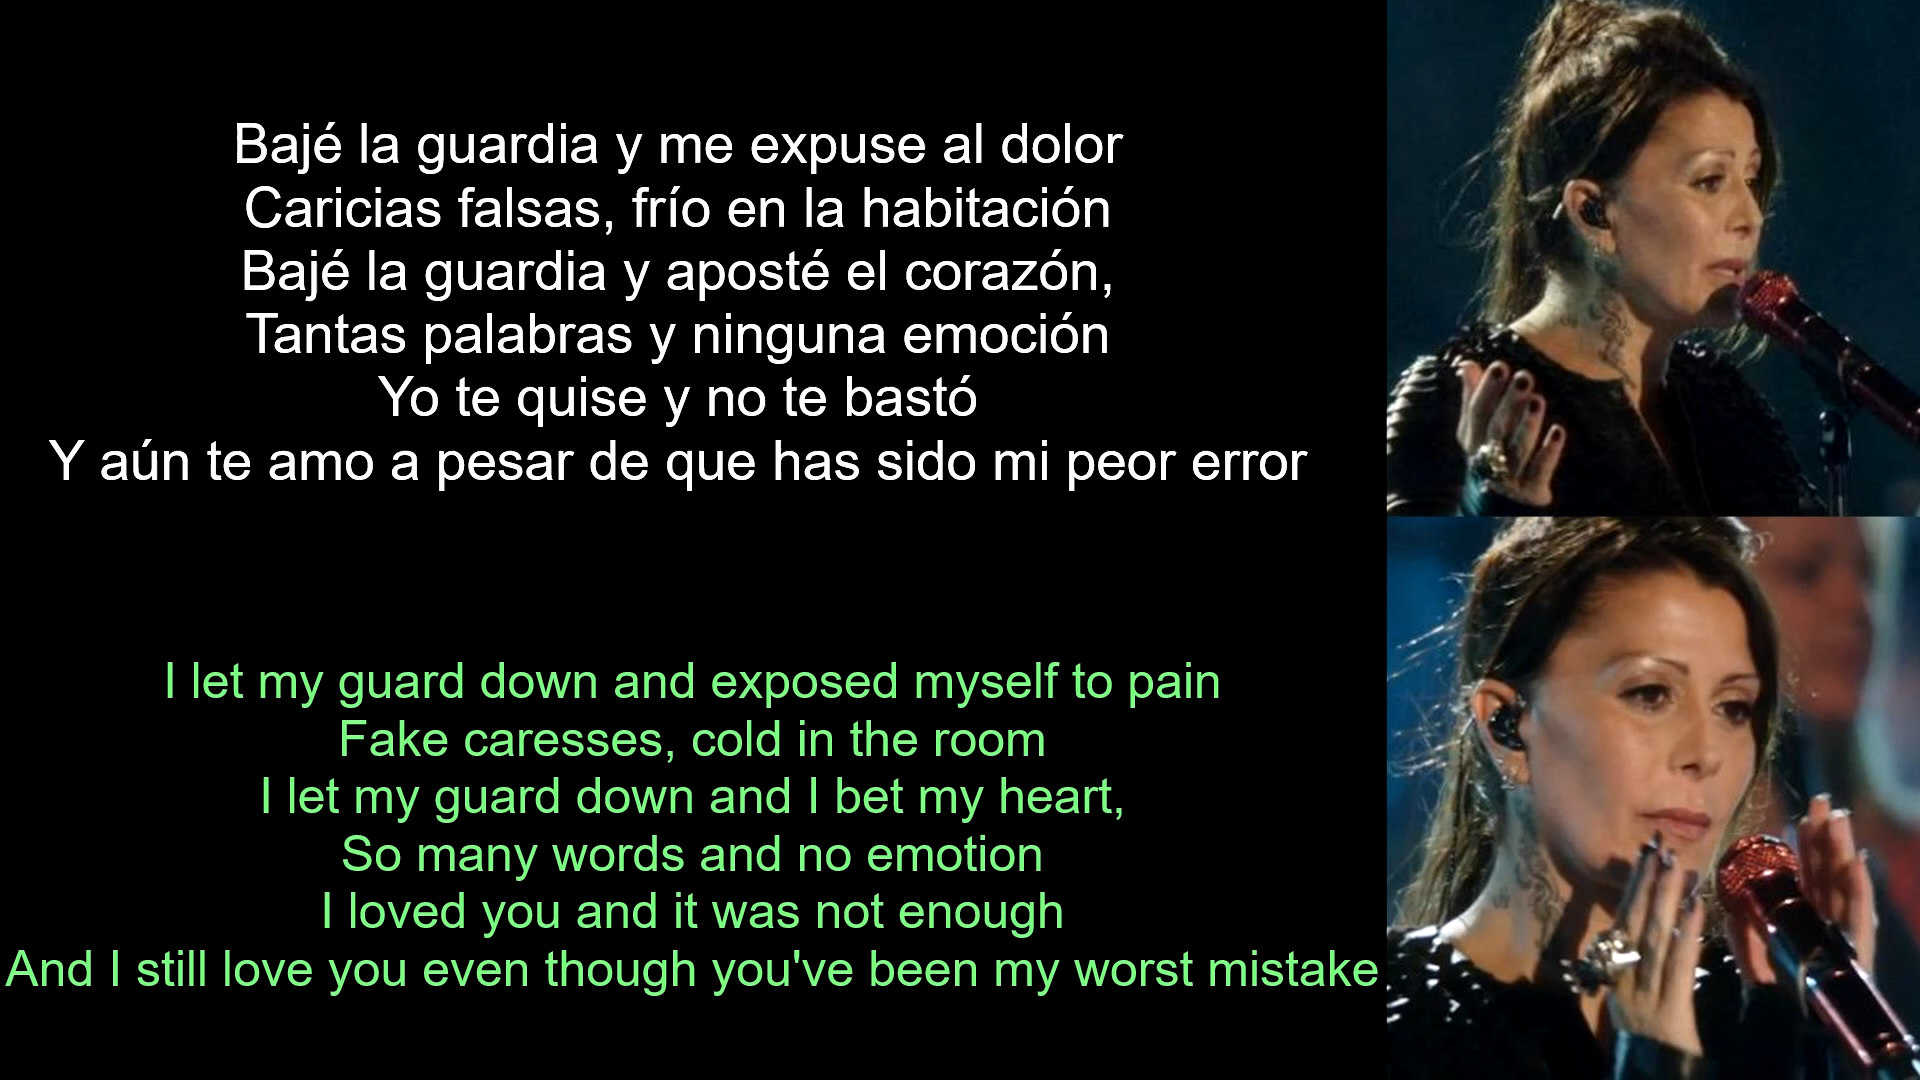 Bajé la guardia y me expuse al dolor
Caricias falsas, frío en la habitación
Bajé la guardia y aposté el corazón,
Tantas palabras y ninguna emoción
Yo te quise y no te bastó
Y aún te amo a pesar de que has sido mi peor error
I let my guard down and exposed myself to pain
Fake caresses, cold in the room
I let my guard down and I bet my heart,
So many words and no emotion
I loved you and it was not enough
And I still love you even though you've been my worst mistake